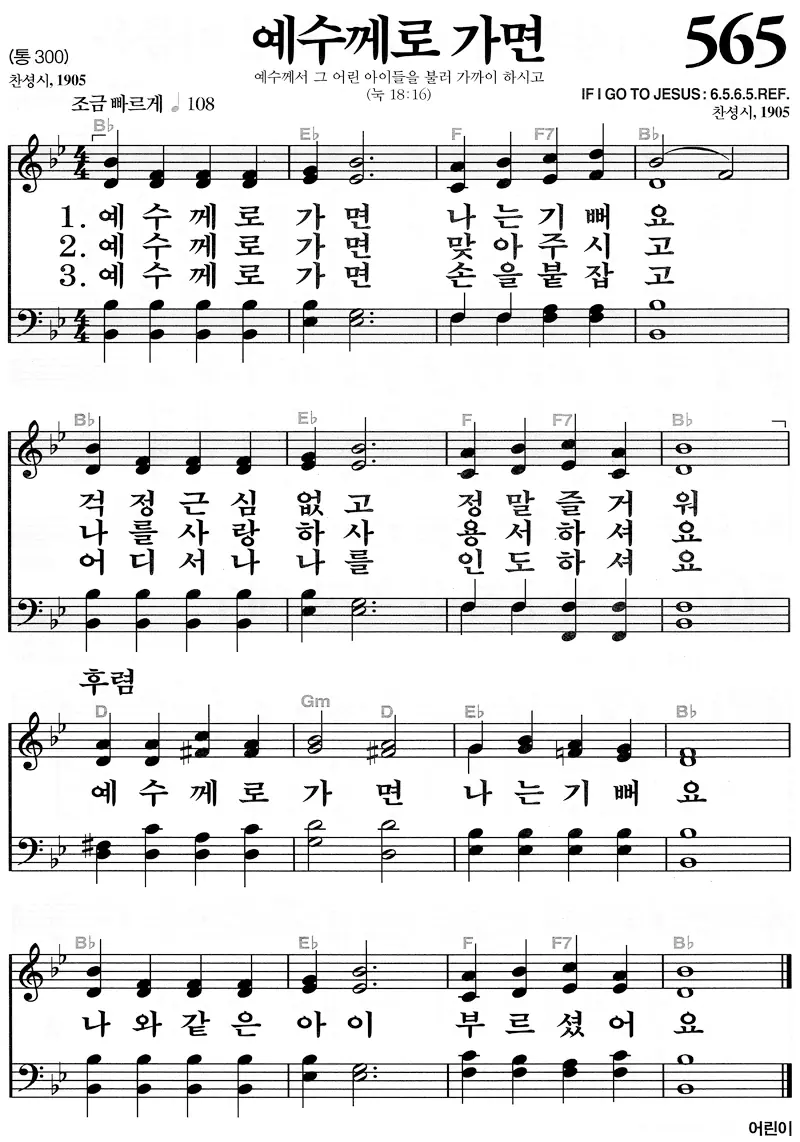 예수께로 가면
565
(통 300)
찬셩시, 1905
예수께서 그 어린 아이들을 불러 가까이 하시고
(눅 18:16)
IF I GO TO JESUS : 6.5.6.5.REF.
찬셩시, 1905
조금 빠르게 ♩ 108
B♭ E♭ F F7 B♭
4/4
1. 예 수 께 로 가 면 나 는 기 뻐 요
2. 예 수 께 로 가 면 맞 아 주 시 고
3. 예 수 께 로 가 면 손 을 붙 잡 고
4/4
B♭ E♭ F F7 B♭
걱 정 근 심 없 고 정 말 즐 거 워
나 를 사 랑 하 사 용 서 하 셔 요
어 디 서 나 나 를 인 도 하 셔 요
후렴
D Gm D E♭ B♭
예 수 께 로 가 면 나 는 기 뻐 요
B♭ E♭ F F7 B♭
나 와 같 은 아 이 부 르 셨 어 요
어린이